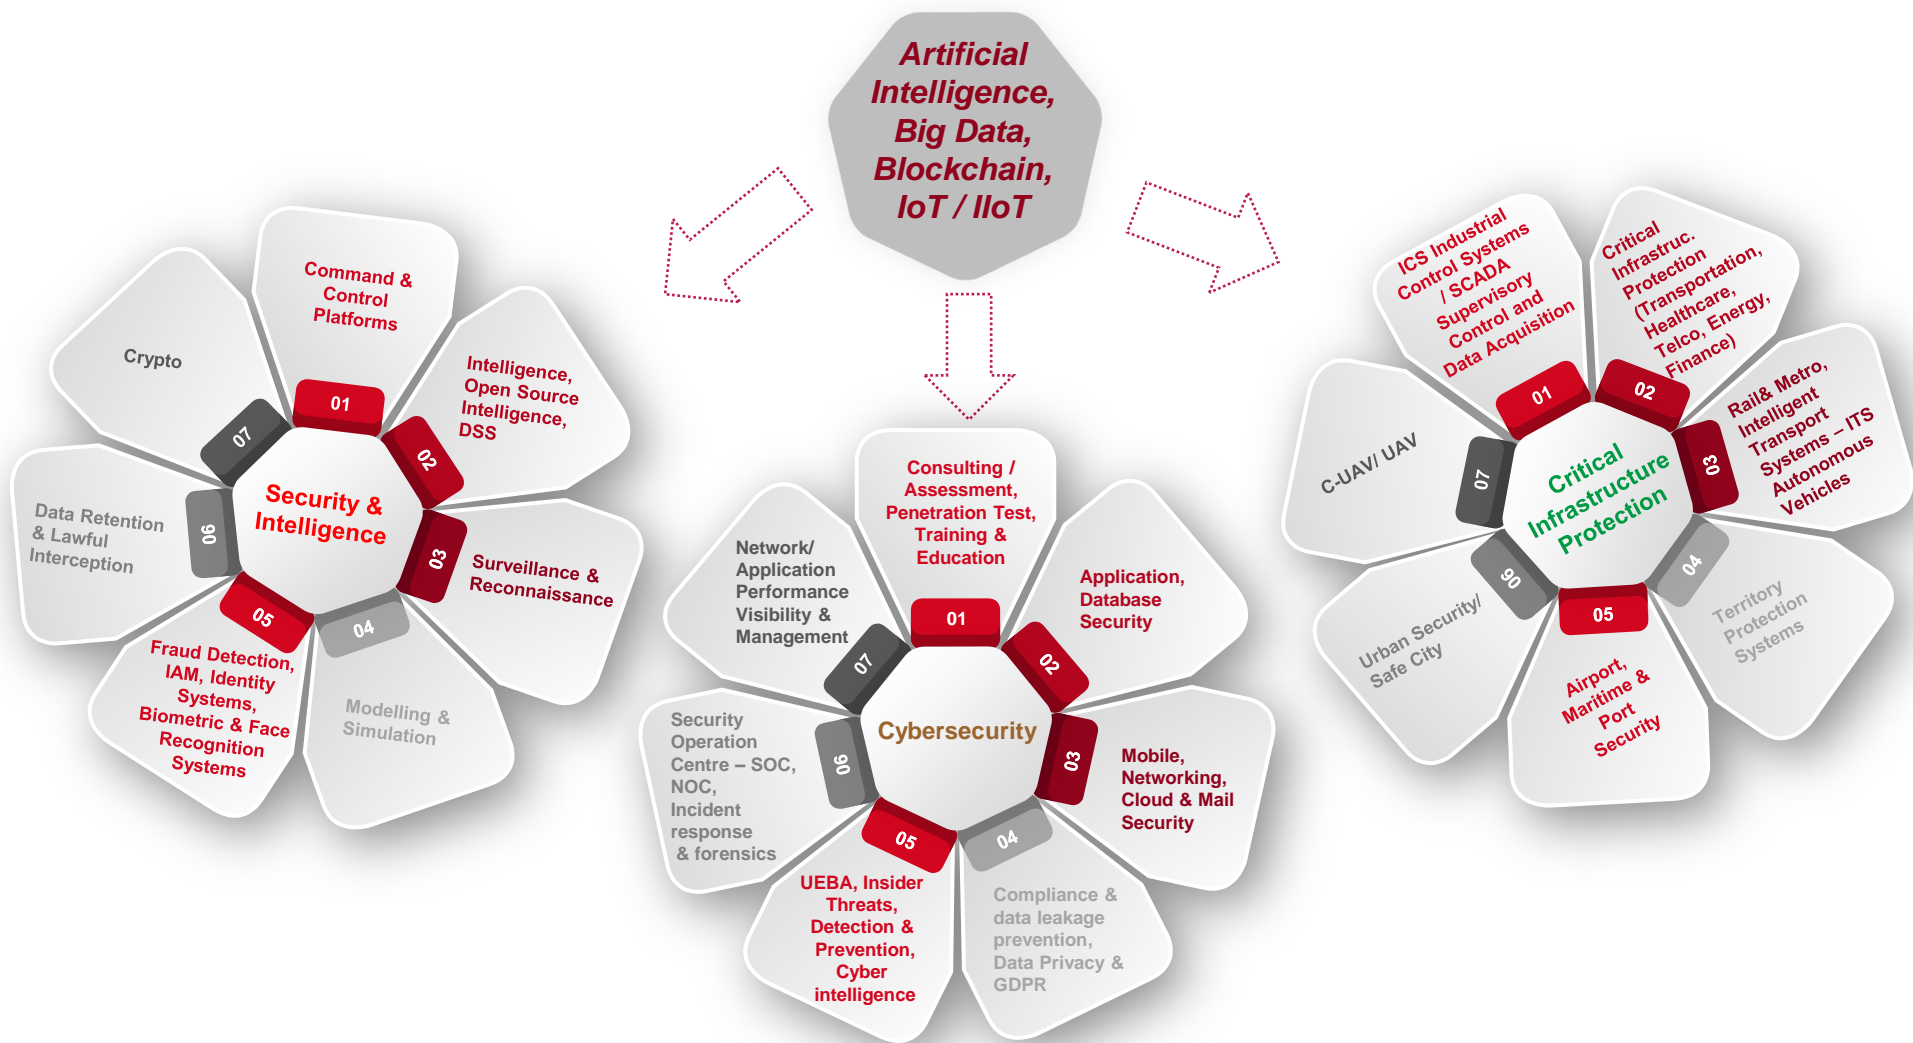 Artificial
Intelligence,
Big Data,
Blockchain,
IoT / IIoT
Security &
Intelligence
01
Command &
Control
Platforms
02
Intelligence,
Open Source
Intelligence,
DSS
03
Surveillance &
Reconnaissance
04
Modelling &
Simulation
05
Fraud Detection,
IAM, Identity
Systems,
Biometric & Face
Recognition
Systems
06
Data Retention
& Lawful
Interception
07
Crypto
Cybersecurity
01
Consulting /
Assessment,
Penetration Test,
Training &
Education
02
Application,
Database
Security
03
Mobile,
Networking,
Cloud & Mail
Security
04
Compliance &
data leakage
prevention,
Data Privacy &
GDPR
05
UEBA, Insider
Threats,
Detection &
Prevention,
Cyber
intelligence
06
Security
Operation
Centre – SOC,
NOC,
Incident
response
& forensics
07
Network/
Application
Performance
Visibility &
Management
Critical
Infrastructure
Protection
01
ICS Industrial
Control Systems
/ SCADA
Supervisory
Control and
Data Acquisition
02
Critical
Infrastruc.
Protection
(Transportation,
Healthcare,
Telco, Energy,
Finance)
03
Rail& Metro,
Intelligent
Transport
Systems – ITS
Autonomous
Vehicles
04
Territory
Protection
Systems
05
Airport,
Maritime &
Port
Security
06
Urban Security/
Safe City
07
C-UAV/ UAV